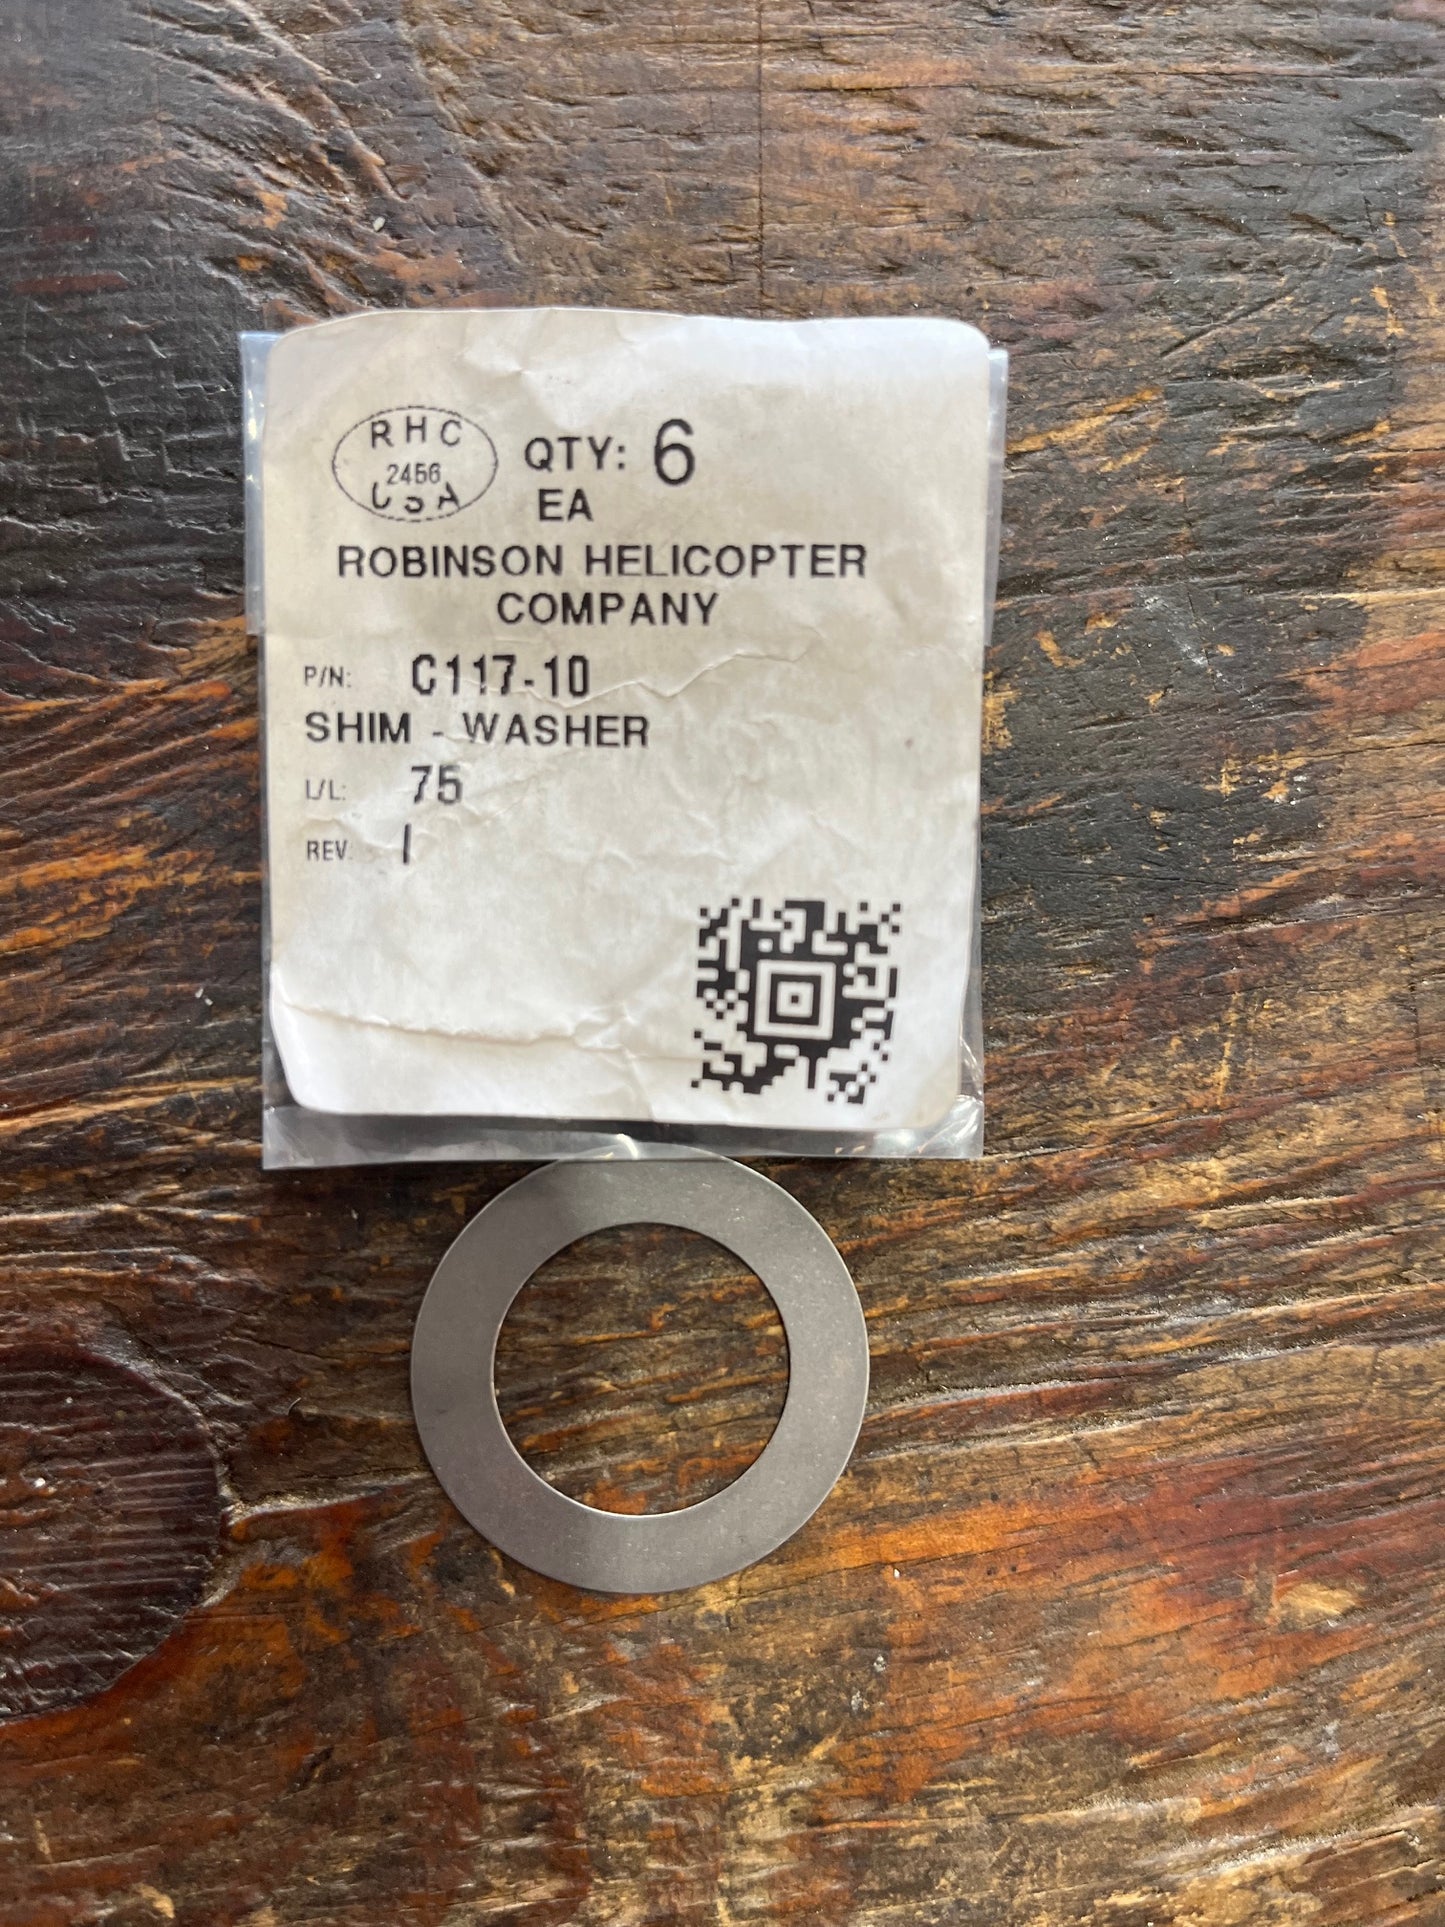 RHC
2456
USA
QTY: 6
EA
ROBINSON HELICOPTER
COMPANY
P/N: C117-10
SHIM - WASHER
L/L: 75
REV: I